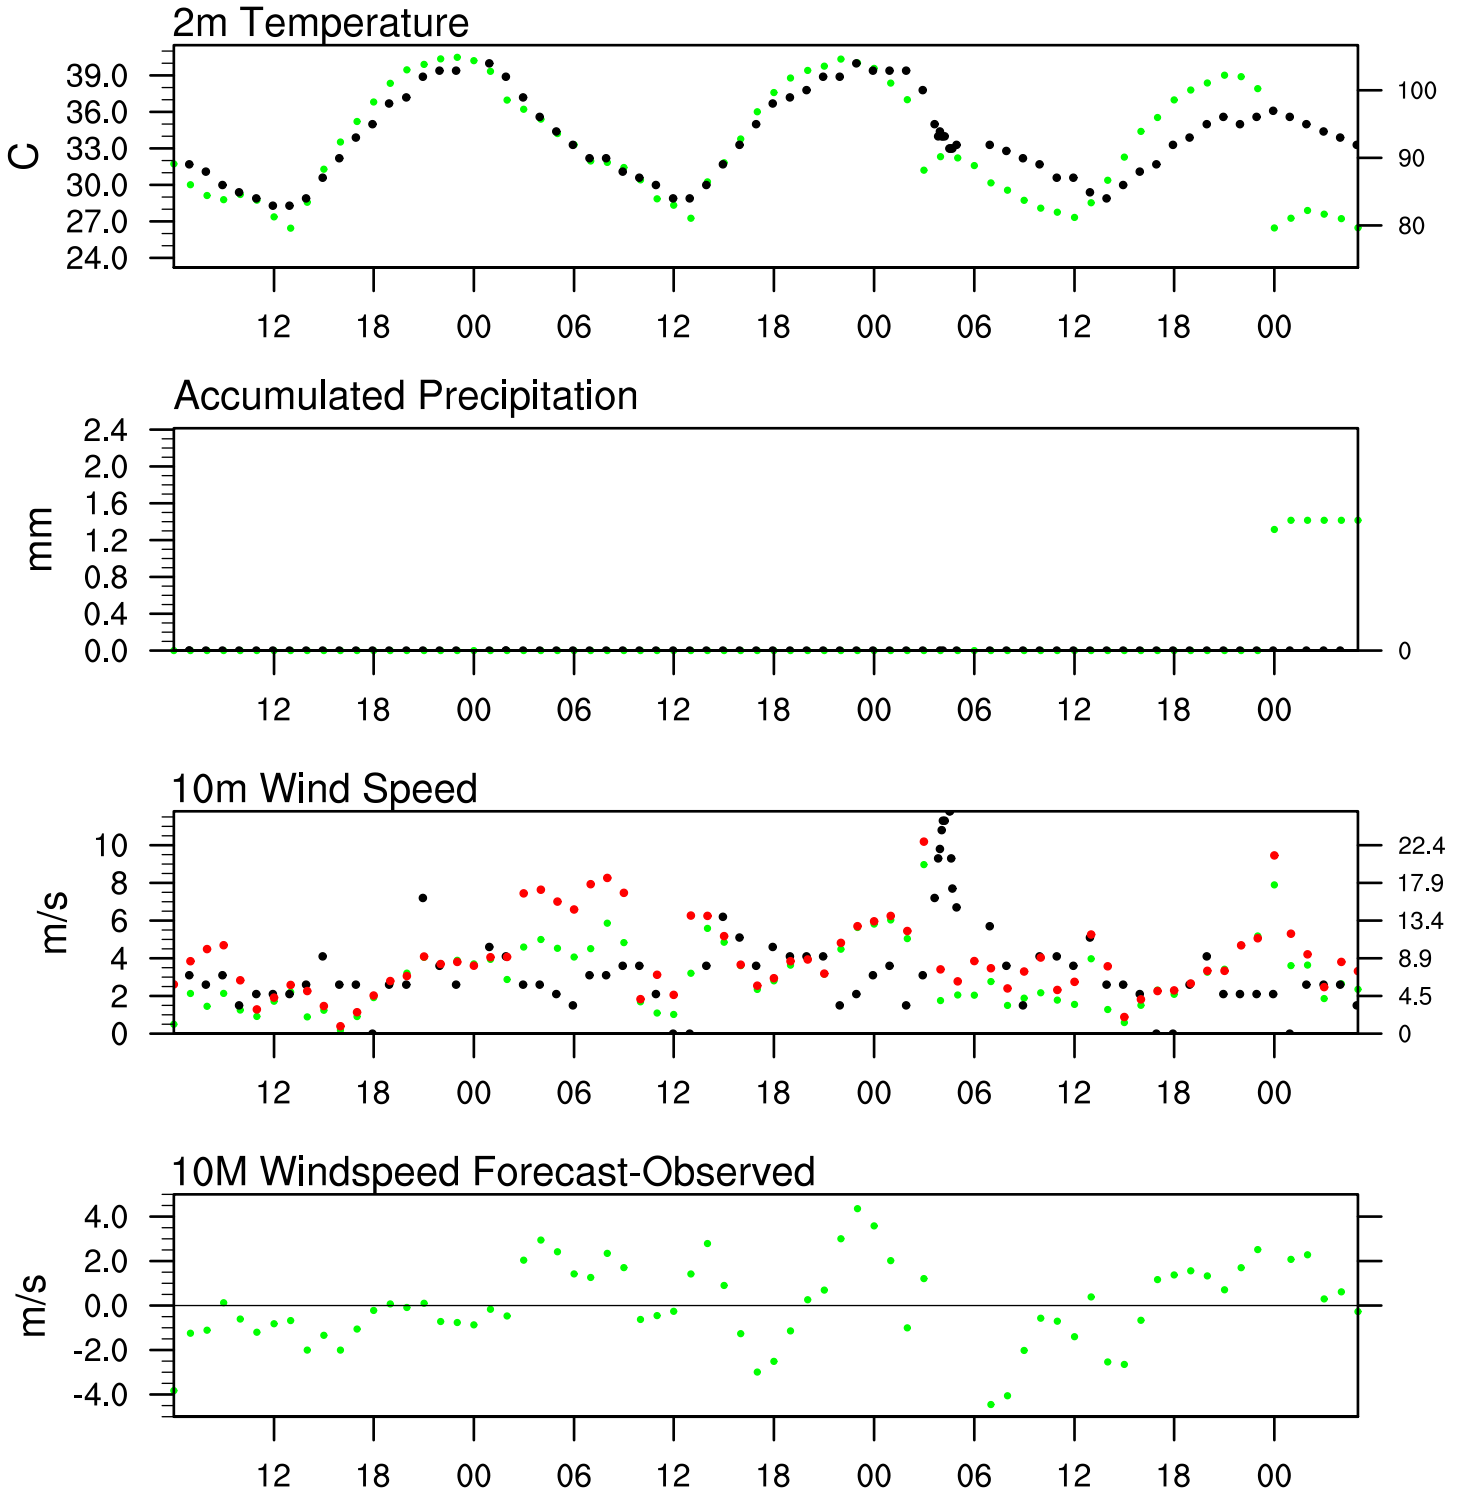 2m Temperature
39.0
36.0
33.0
30.0
27.0
24.0
C
100
90
80
12 18 00 06 12 18 00 06 12 18 00
Accumulated Precipitation
2.4
2.0
1.6
1.2
0.8
0.4
0.0
mm
0
12 18 00 06 12 18 00 06 12 18 00
10m Wind Speed
10
8
6
4
2
0
m/s
22.4
17.9
13.4
8.9
4.5
0
12 18 00 06 12 18 00 06 12 18 00
10M Windspeed Forecast-Observed
4.0
2.0
0.0
-2.0
-4.0
m/s
12 18 00 06 12 18 00 06 12 18 00